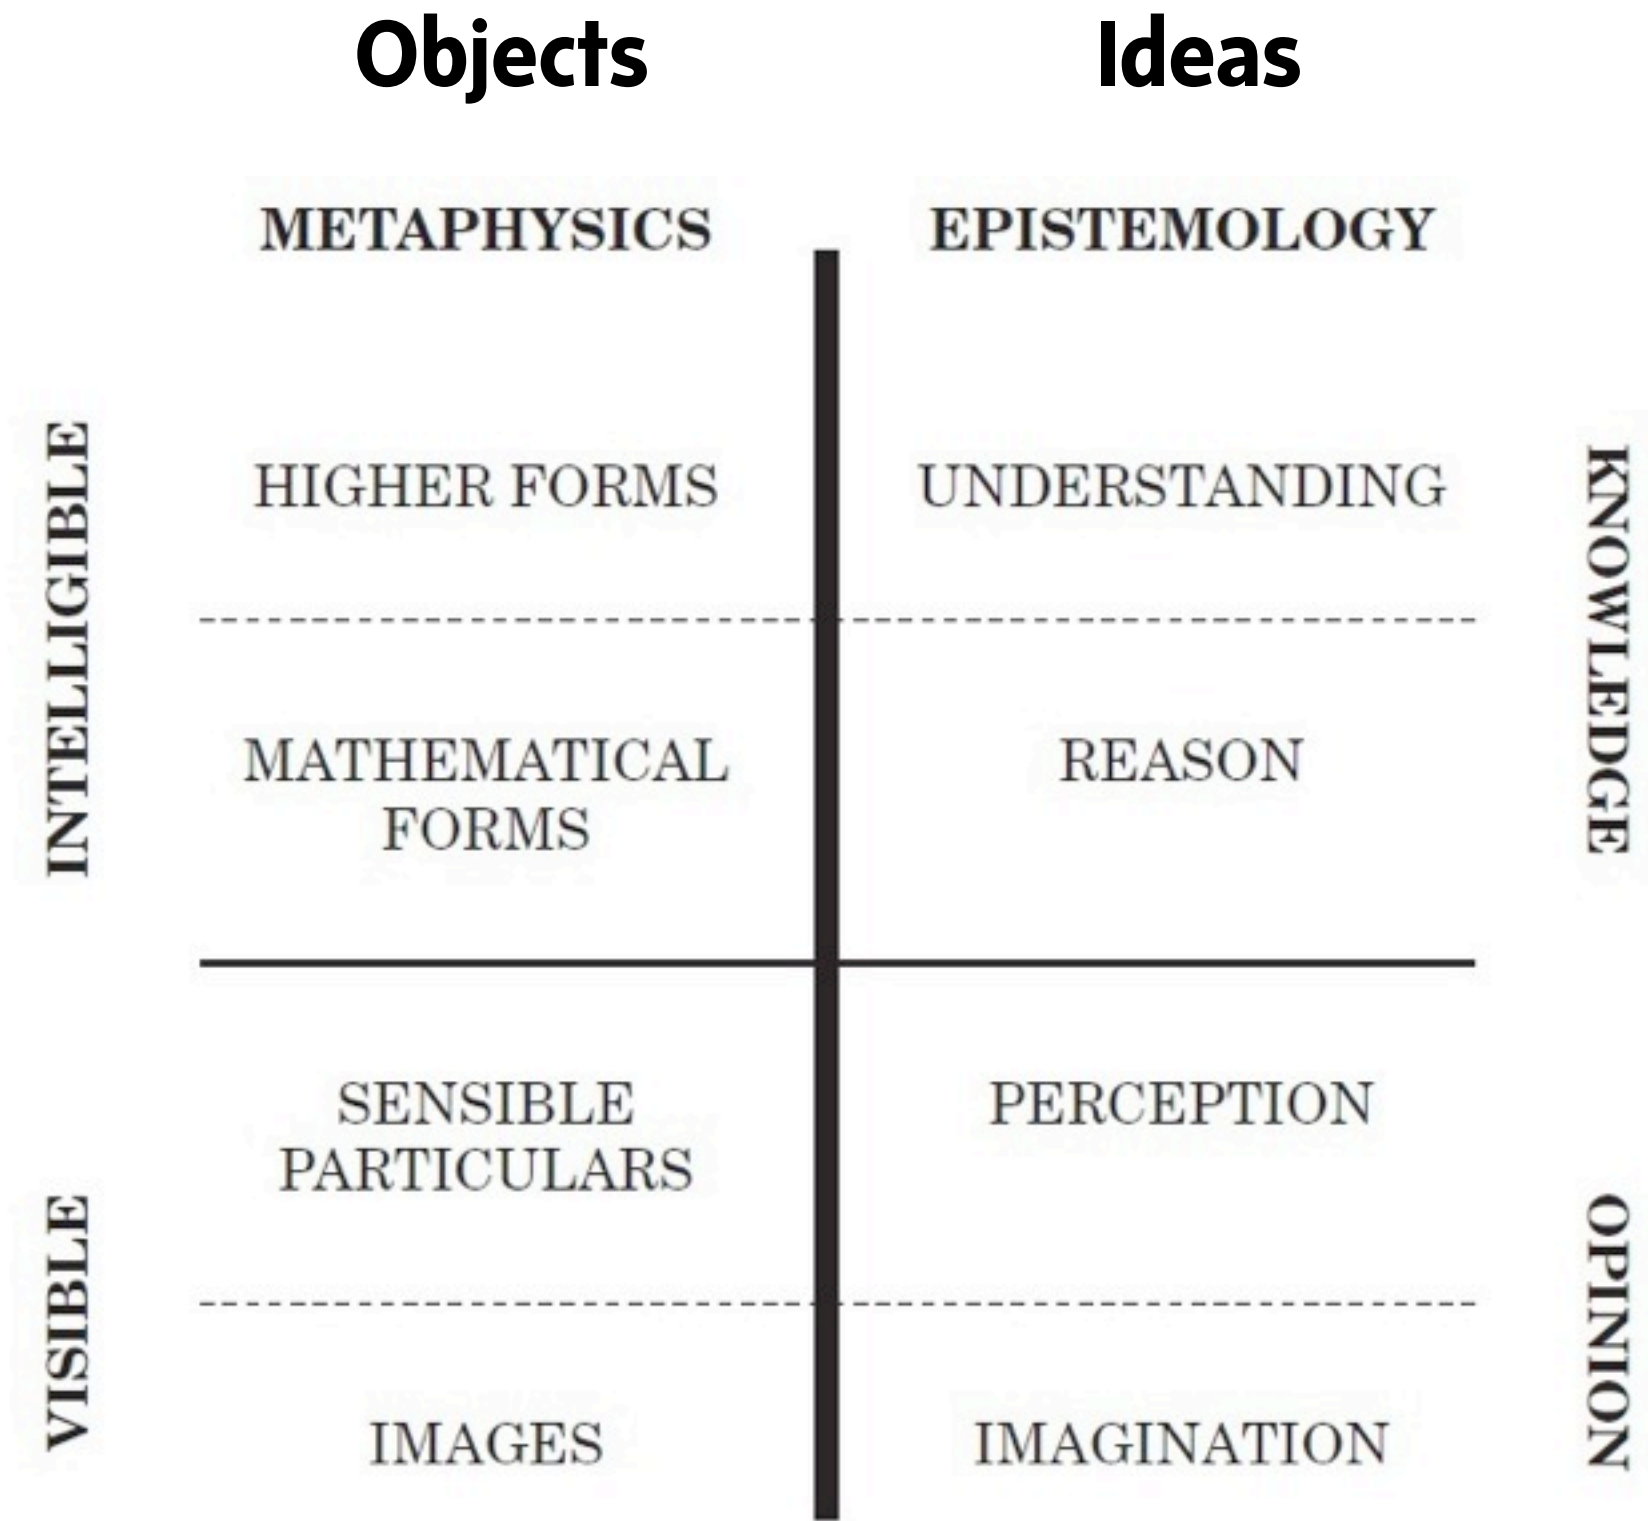 Objects Ideas
METAPHYSICS EPISTEMOLOGY
INTELLIGIBLE
HIGHER FORMS UNDERSTANDING
KNOWLEDGE
MATHEMATICAL REASON
FORMS
SENSIBLE PERCEPTION
PARTICULARS
VISIBLE
OPINION
IMAGES IMAGINATION